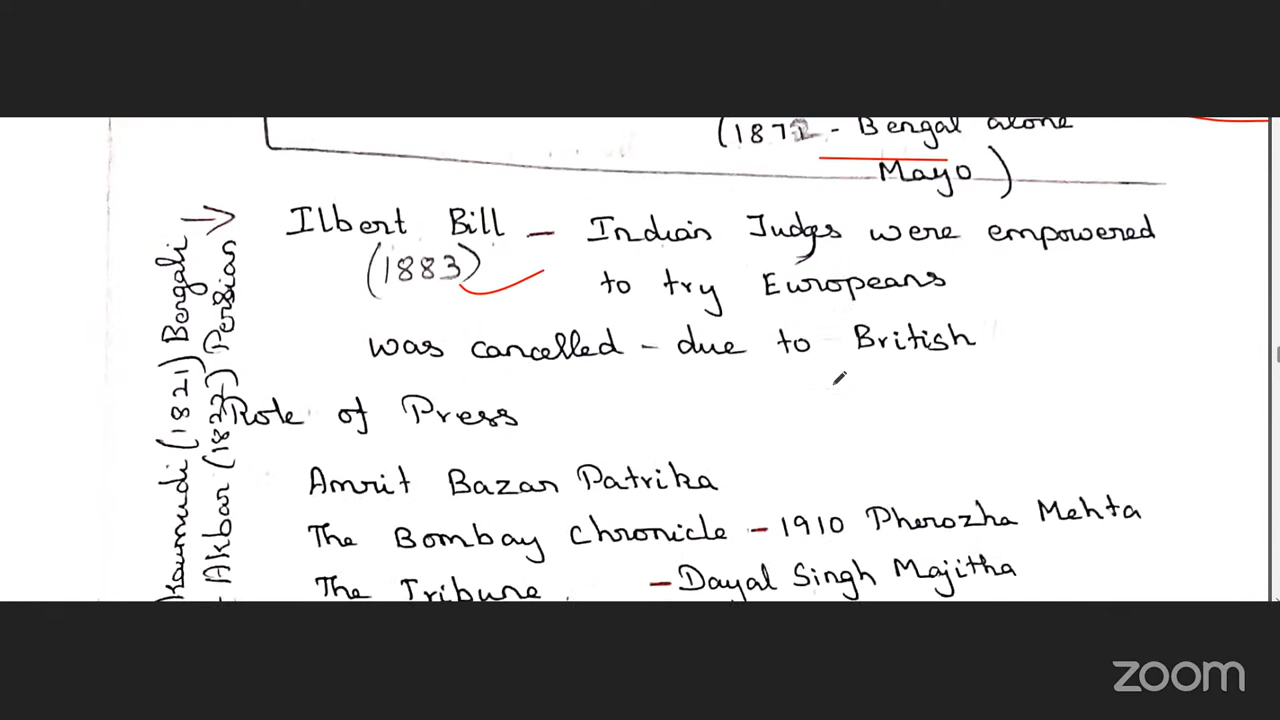 (1872 - Bengal alone
Mayo)
Ilbert Bill - Indian Judges were empowered
(1883) to try Europeans
was cancelled - due to British
Role of Press
Amrit Bazar Patrika
The Bombay Chronicle - 1910 Pherozha Mehta
The Tribune - Dayal Singh Majitha
Kaumudi (1821) Bengali
- Akbar (1822) Persian
zoom